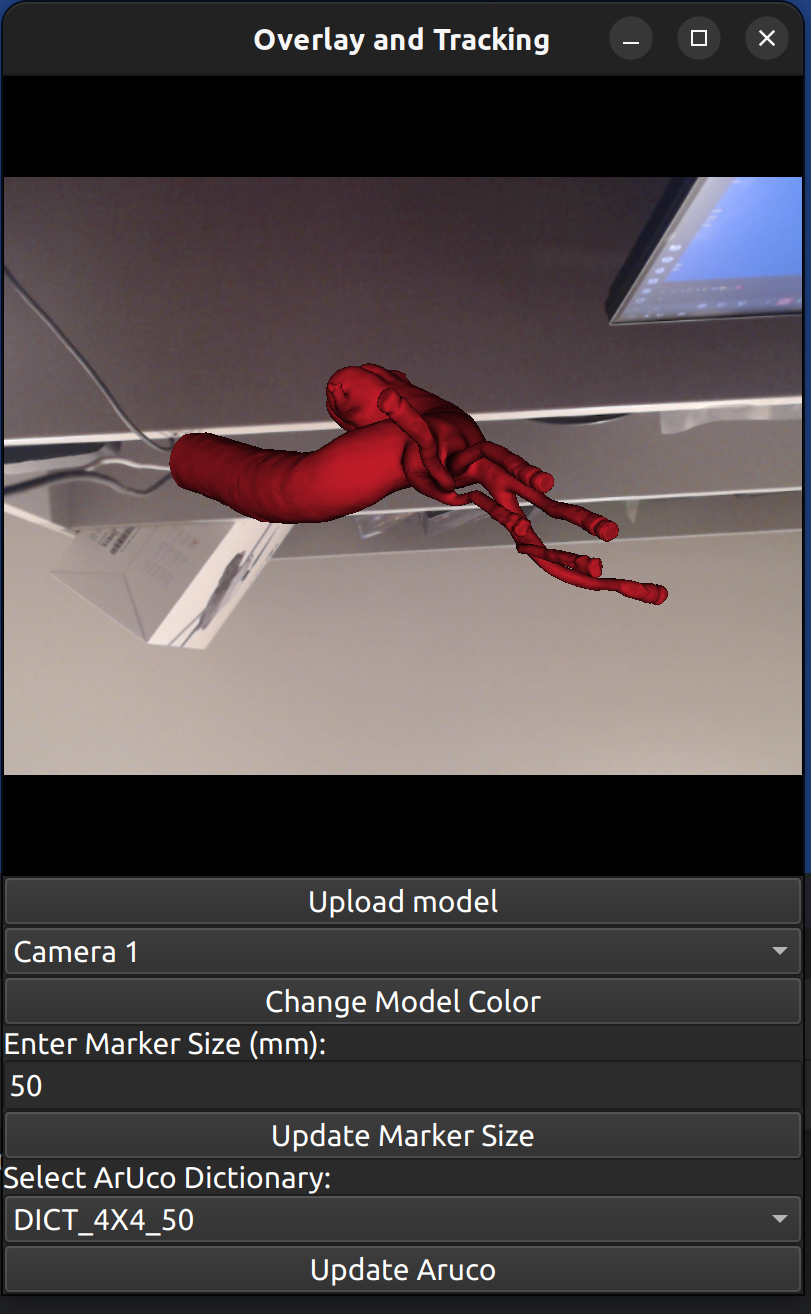 Overlay and Tracking
Upload model
Camera 1
Change Model Color
Enter Marker Size (mm):
50
Update Marker Size
Select ArUco Dictionary:
DICT_4X4_50
Update Aruco